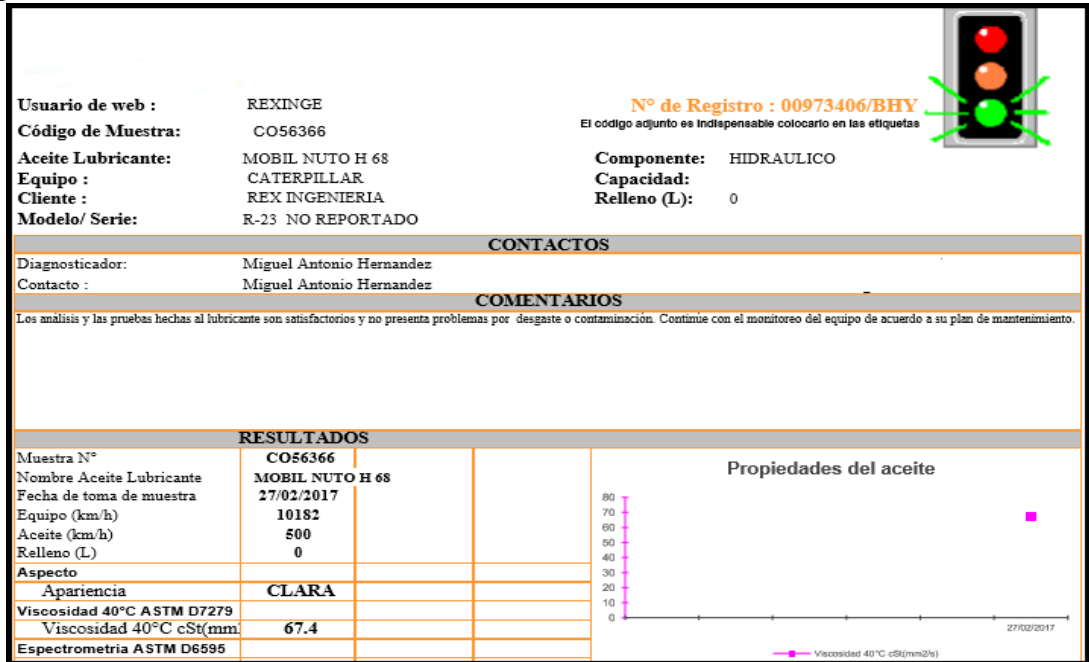 Usuario de web : REXINGE
N° de Registro : 00973406/BHY
El código adjunto es indispensable colocarlo en las etiquetas
Código de Muestra: CO56366
Aceite Lubricante: MOBIL NUTO H 68 Componente: HIDRAULICO
Equipo : CATERPILLAR Capacidad:
Cliente : REX INGENIERIA Relleno (L): 0
Modelo/ Serie: R-23 NO REPORTADO
CONTACTOS
Diagnosticador: Miguel Antonio Hernandez
Contacto : Miguel Antonio Hernandez
COMENTARIOS
Los análisis y las pruebas hechas al lubricante son satisfactorios y no presenta problemas por desgaste o contaminación. Continúe con el monitoreo del equipo de acuerdo a su plan de mantenimiento.
RESULTADOS
Muestra N° CO56366
Nombre Aceite Lubricante MOBIL NUTO H 68
Fecha de toma de muestra 27/02/2017
Equipo (km/h) 10182
Aceite (km/h) 500
Relleno (L) 0
Aspecto
Apariencia CLARA
Viscosidad 40°C ASTM D7279
Viscosidad 40°C cSt(mm 67.4
Espectrometría ASTM D6595
Propiedades del aceite
80
70
60
50
40
30
20
10
0
27/02/2017
Viscosidad 40°C cSt(mm2/s)